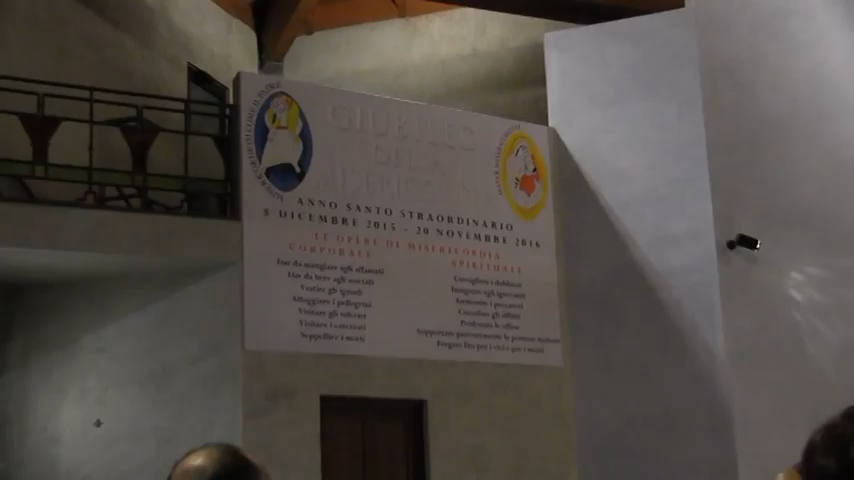 GIUBILEO
DELLA
MISERICORDIA
ANNO SANTO STRAORDINARIO
8 DICEMBRE 2015 - 20 NOVEMBRE 2016
LE OPERE DI MISERICORDIA
CORPORALE SPIRITUALE
Dar da mangiare agli affamati
Dar da bere agli assetati
Vestire gli ignudi
Alloggiare i pellegrini
Visitare gli infermi
Visitare i carcerati
Seppellire i morti
Consigliare i dubbiosi
Insegnare agli ignoranti
Ammonire i peccatori
Consolare gli afflitti
Perdonare le offese
Sopportare pazientemente le persone moleste
Pregare Dio per i vivi e per i morti